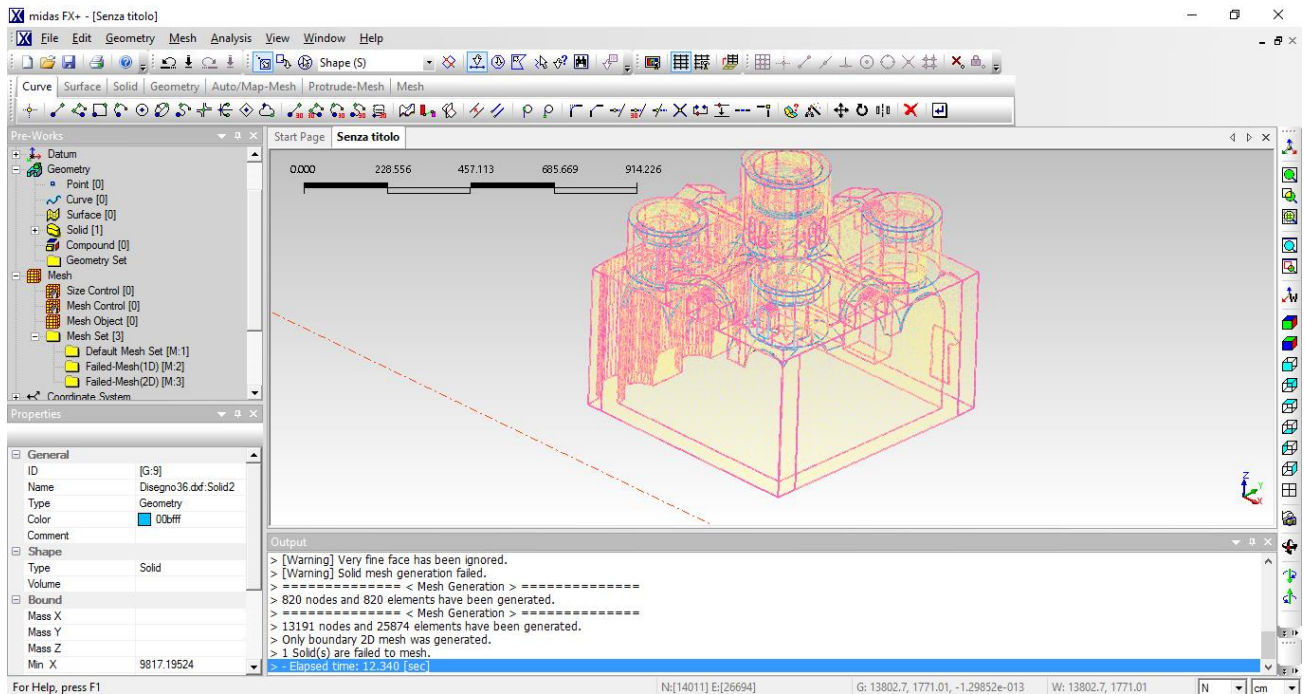 midas FX+ - [Senza titolo]
File Edit Geometry Mesh Analysis View Window Help
Shape (S)
Curve Surface Solid Geometry Auto/Map-Mesh Protrude-Mesh Mesh
Pre-Works
Start Page Senza titolo
Datum
Geometry
Point [0]
Curve [0]
Surface [0]
Solid [1]
Compound [0]
Geometry Set
Mesh
Size Control [0]
Mesh Control [0]
Mesh Object [0]
Mesh Set [3]
Default Mesh Set [M:1]
Failed-Mesh(1D) [M:2]
Failed-Mesh(2D) [M:3]
Coordinate System
0.000 228.556 457.113 685.669 914.226
Z
Y
X
Properties
General
ID [G:9]
Name Disegno36.dxf:Solid2
Type Geometry
Color 00bfff
Comment
Shape
Type Solid
Volume
Bound
Mass X
Mass Y
Mass Z
Min X 9817.19524
Output
> [Warning] Very fine face has been ignored.
> [Warning] Solid mesh generation failed.
> ============== < Mesh Generation > ==============
> 820 nodes and 820 elements have been generated.
> ============== < Mesh Generation > ==============
> 13191 nodes and 25874 elements have been generated.
> Only boundary 2D mesh was generated.
> 1 Solid(s) are failed to mesh.
> - Elapsed time: 12.340 [sec]
For Help, press F1
N:[14011] E:[26694]
G: 13802.7, 1771.01, -1.29852e-013
W: 13802.7, 1771.01
N
cm